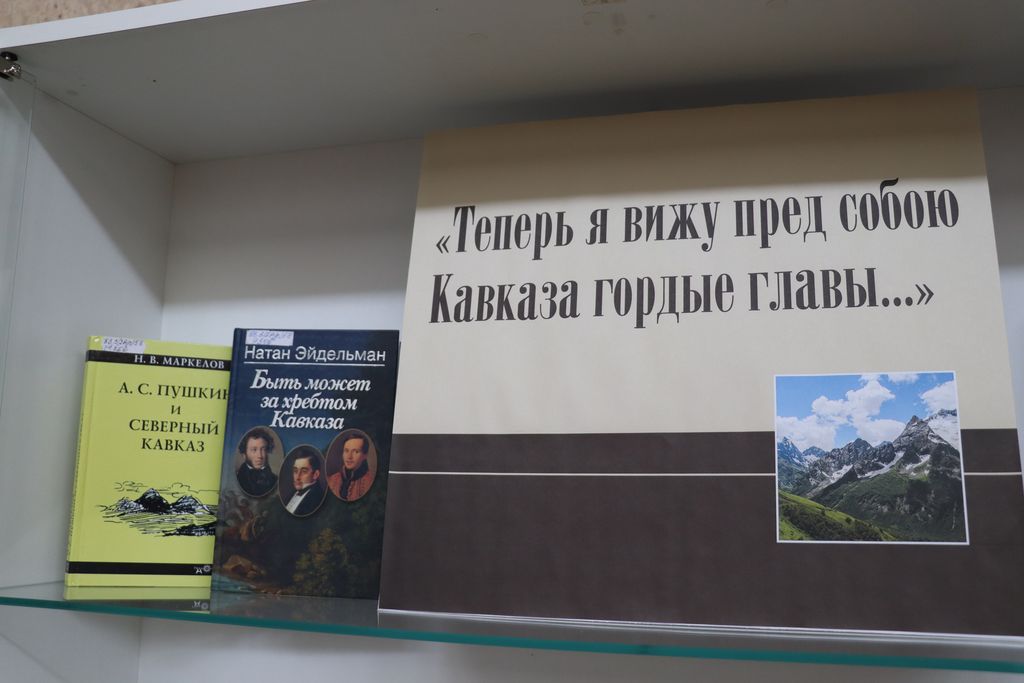 «Теперь я вижу пред собою
Кавказа гордые главы...»
Н. В. МАРКЕЛОВ
А. С. ПУШКИН
И
СЕВЕРНЫЙ
КАВКАЗ
Натан Эйдельман
Быть может
за хребтом
Кавказа